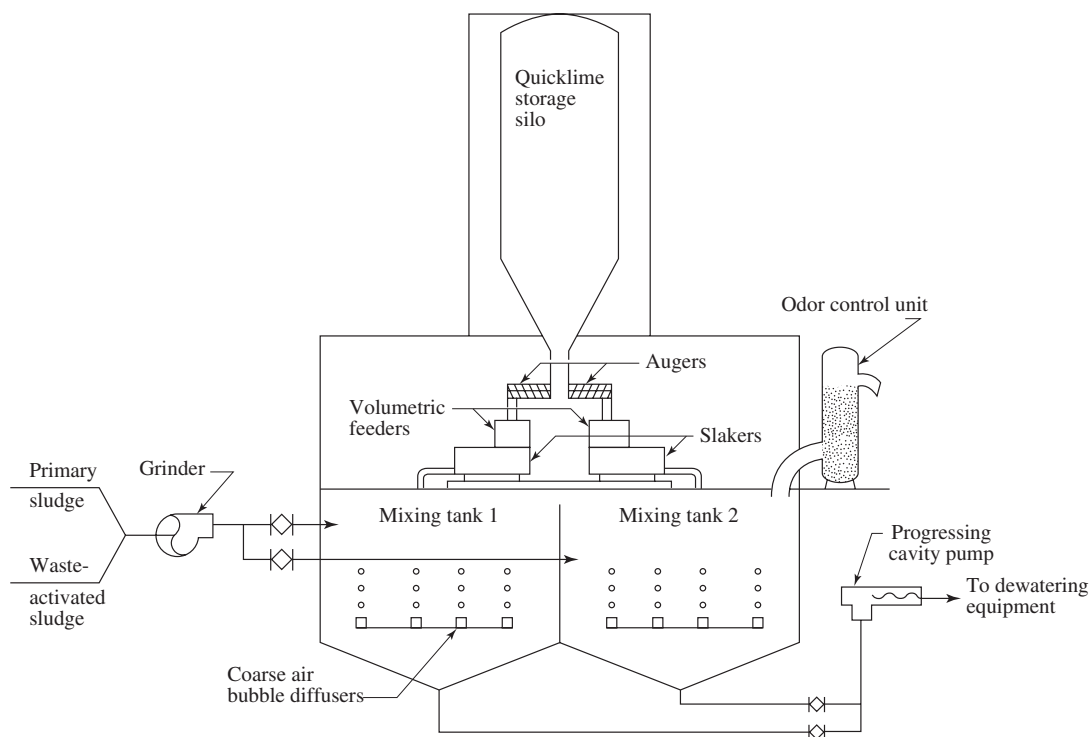 Quicklime
storage
silo
Odor control unit
Augers
Volumetric
feeders
Slakers
Primary
sludge
Grinder
Mixing tank 1
Mixing tank 2
Progressing
cavity pump
Waste-
activated
sludge
To dewatering
equipment
Coarse air
bubble diffusers